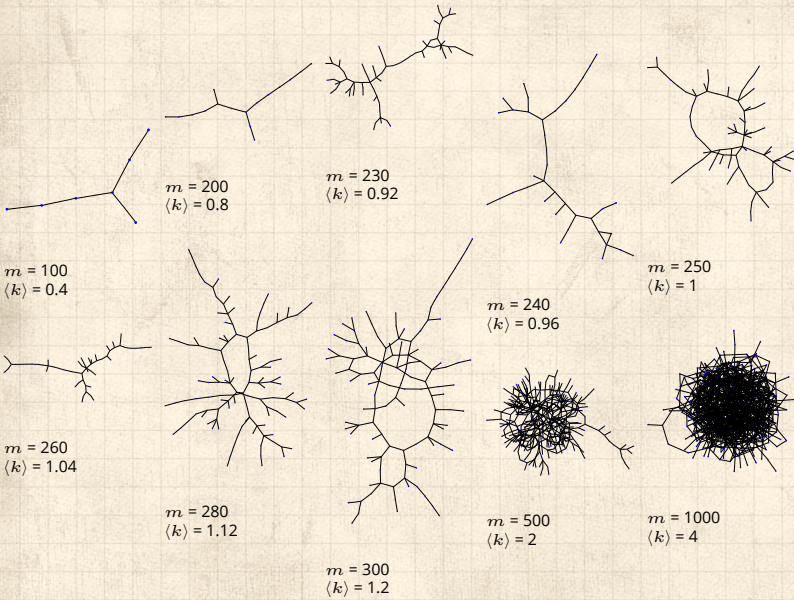 m = 100
⟨k⟩ = 0.4
m = 200
⟨k⟩ = 0.8
m = 230
⟨k⟩ = 0.92
m = 240
⟨k⟩ = 0.96
m = 250
⟨k⟩ = 1
m = 260
⟨k⟩ = 1.04
m = 280
⟨k⟩ = 1.12
m = 300
⟨k⟩ = 1.2
m = 500
⟨k⟩ = 2
m = 1000
⟨k⟩ = 4